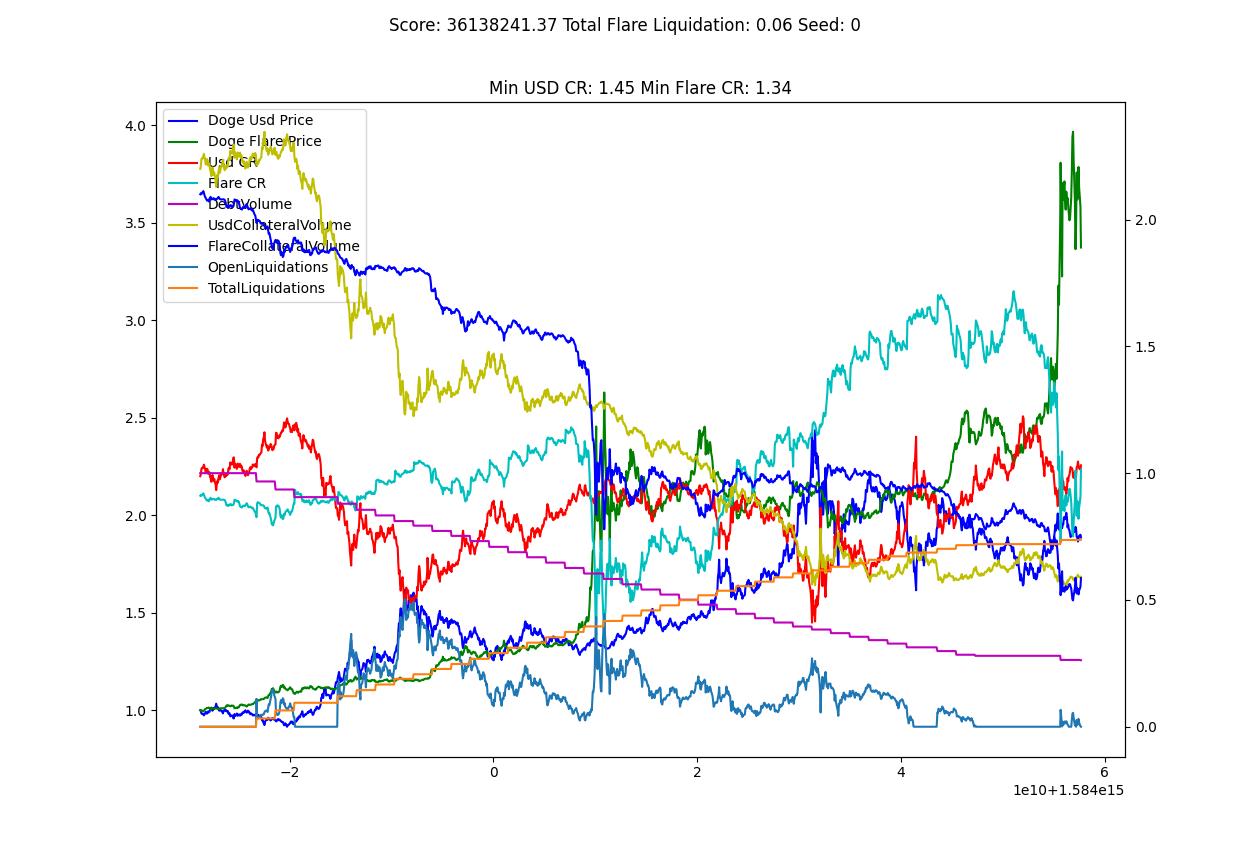 Score: 36138241.37 Total Flare Liquidation: 0.06 Seed: 0
Min USD CR: 1.45 Min Flare CR: 1.34
Doge Usd Price
Doge Flare Price
Usd CR
Flare CR
DebtVolume
UsdCollateralVolume
FlareCollateralVolume
OpenLiquidations
TotalLiquidations
4.0
3.5
3.0
2.5
2.0
1.5
1.0
2.0
1.5
1.0
0.5
0.0
−2
0
2
4
6
1e10+1.584e15